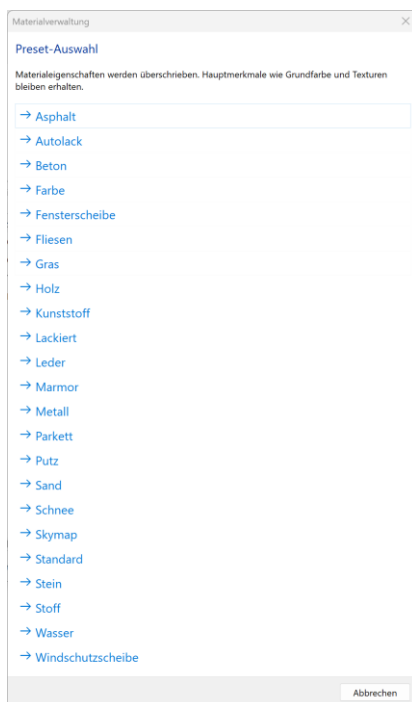 Materialverwaltung
Preset-Auswahl
Materialeigenschaften werden überschrieben. Hauptmerkmale wie Grundfarbe und Texturen
bleiben erhalten.
Asphalt
Autolack
Beton
Farbe
Fensterscheibe
Fliesen
Gras
Holz
Kunststoff
Lackiert
Leder
Marmor
Metall
Parkett
Putz
Sand
Schnee
Skymap
Standard
Stein
Stoff
Wasser
Windschutzscheibe
Abbrechen